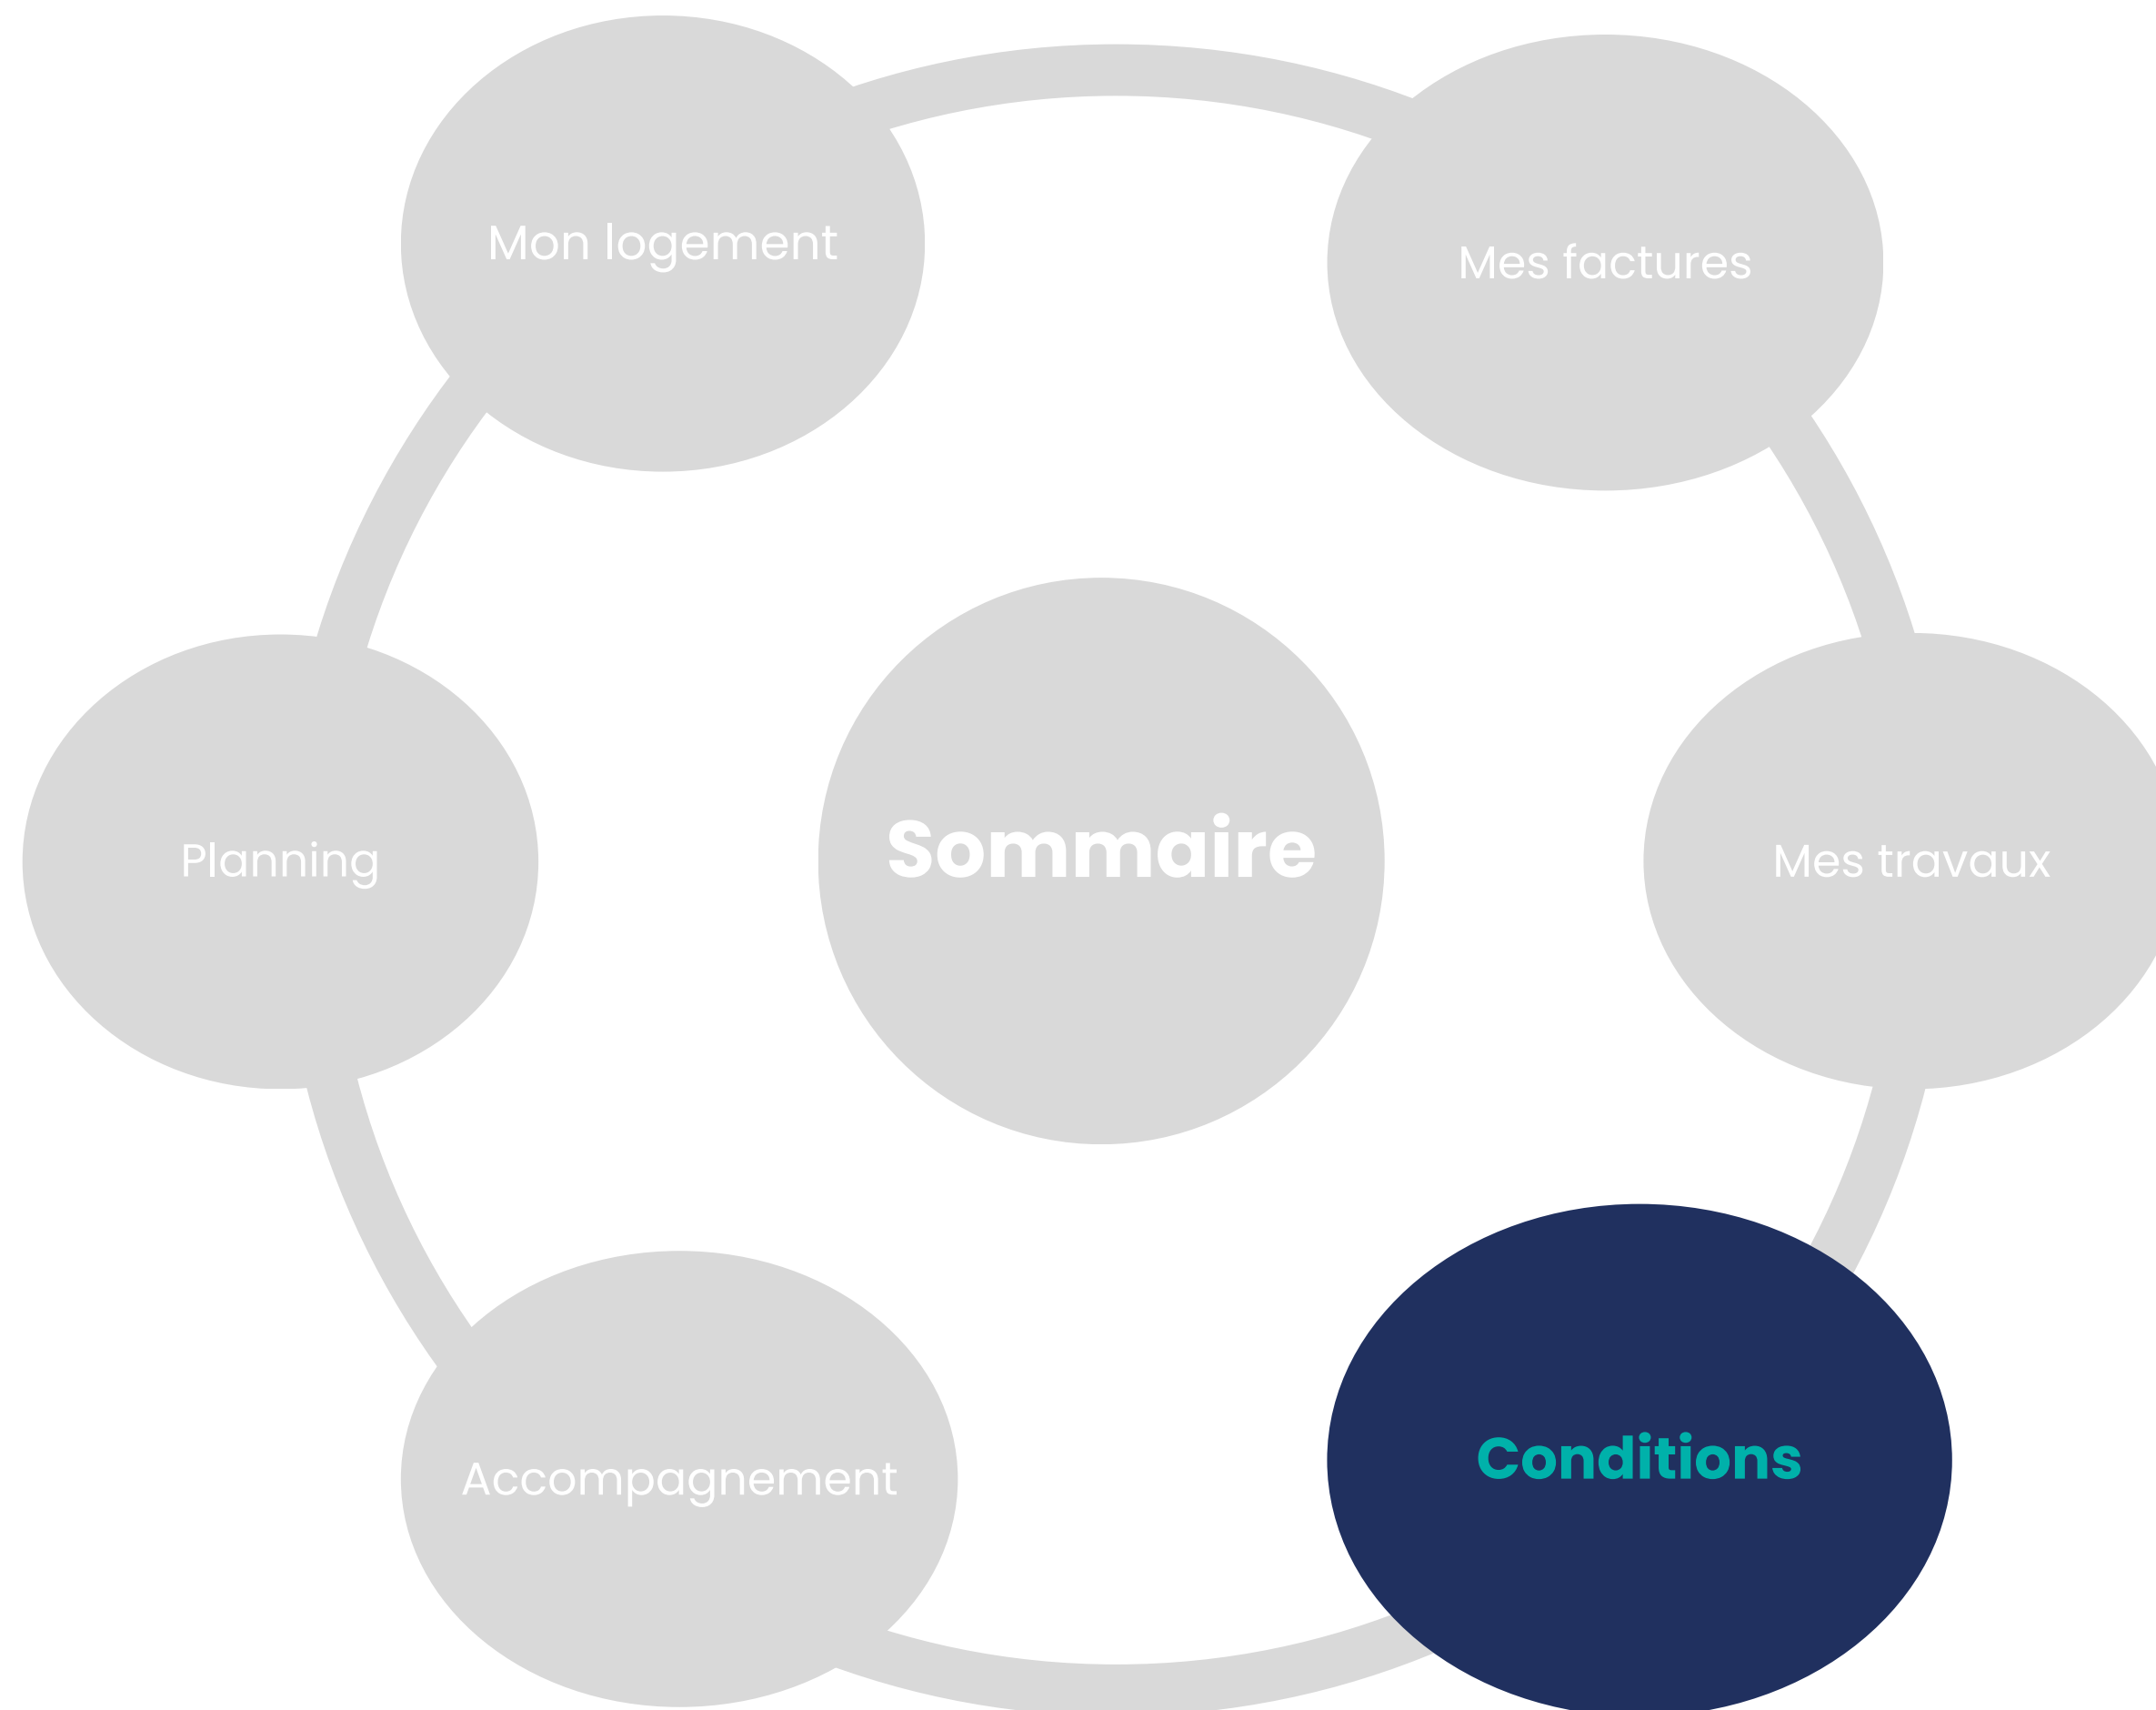 Mon logement
Mes factures
Planning
Sommaire
Mes travaux
Accompagnement
Conditions